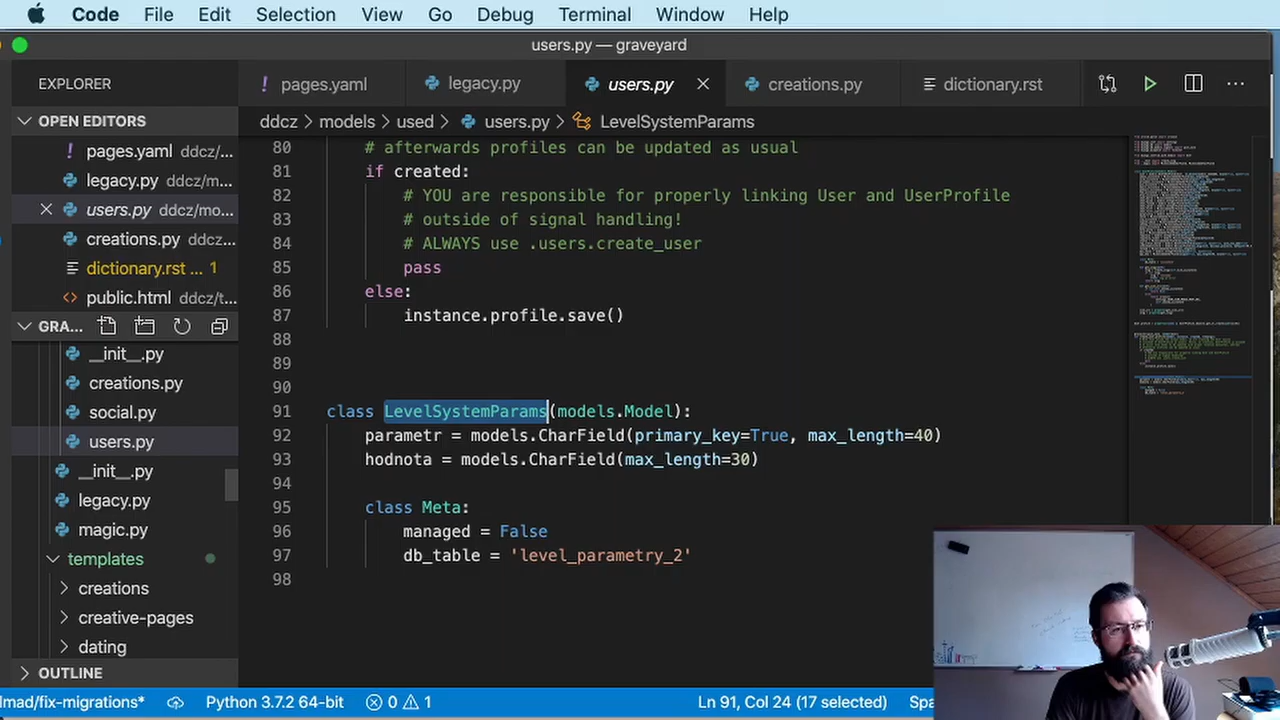 Code File Edit Selection View Go Debug Terminal Window Help
users.py — graveyard
EXPLORER
! pages.yaml
legacy.py
users.py
creations.py
dictionary.rst
OPEN EDITORS
! pages.yaml ddcz/...
legacy.py ddcz/m...
users.py ddcz/mo...
creations.py ddcz...
dictionary.rst ... 1
public.html ddcz/t...
GRA...
__init__.py
creations.py
social.py
users.py
__init__.py
legacy.py
magic.py
templates
creations
creative-pages
dating
OUTLINE
ddcz > models > used > users.py > LevelSystemParams
80 # afterwards profiles can be updated as usual
81 if created:
82 # YOU are responsible for properly linking User and UserProfile
83 # outside of signal handling!
84 # ALWAYS use .users.create_user
85 pass
86 else:
87 instance.profile.save()
88
89
90
91 class LevelSystemParams(models.Model):
92 parametr = models.CharField(primary_key=True, max_length=40)
93 hodnota = models.CharField(max_length=30)
94
95 class Meta:
96 managed = False
97 db_table = 'level_parametry_2'
98
lmad/fix-migrations* Python 3.7.2 64-bit 0 1 Ln 91, Col 24 (17 selected) Spa